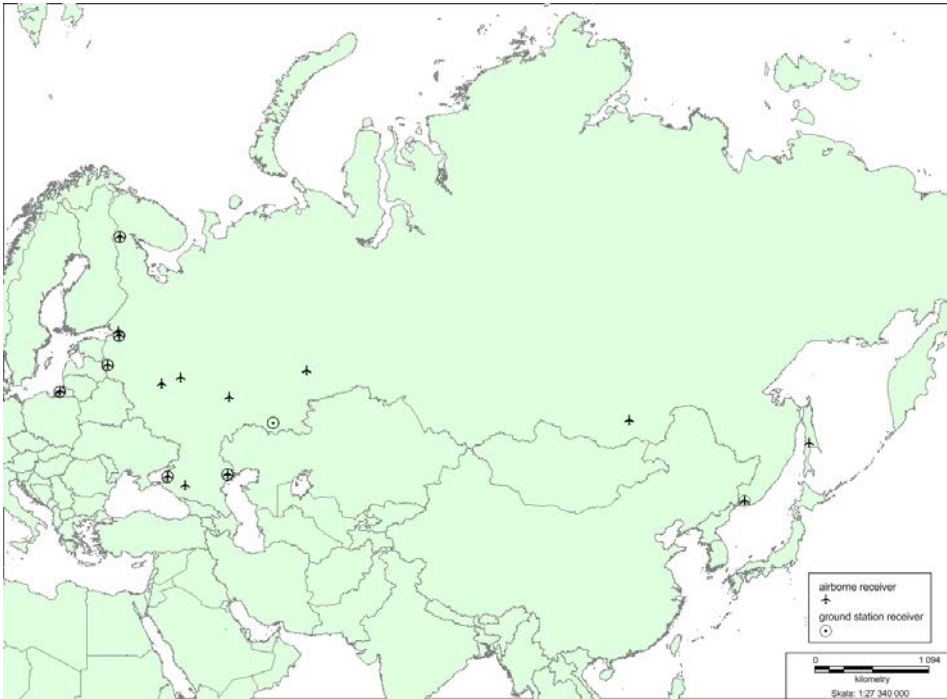 airborne receiver
ground station receiver
0 1 094
kilometry
Skala: 1:27 340 000